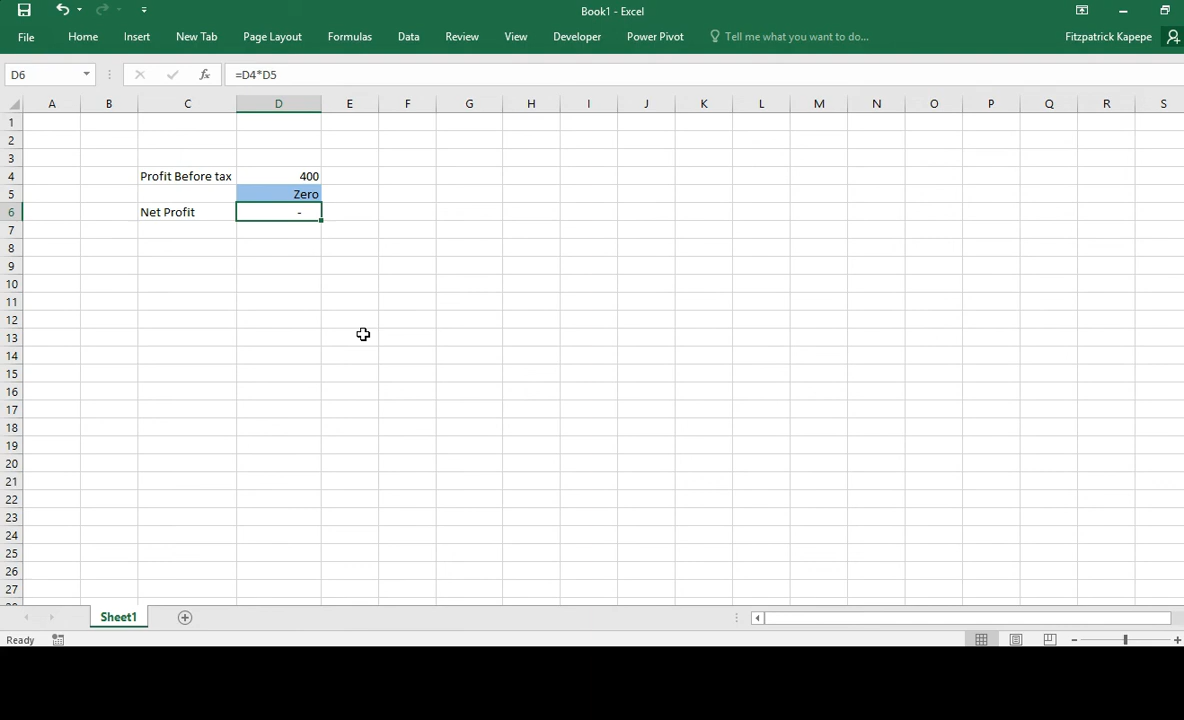 Book1 - Excel
File Home Insert New Tab Page Layout Formulas Data Review View Developer Power Pivot Tell me what you want to do... Fitzpatrick Kapepe
D6 fx =D4*D5
A B C D E F G H I J K L M N O P Q R S
1
2
3
4 Profit Before tax 400
5 Zero
6 Net Profit -
7
8
9
10
11
12
13
14
15
16
17
18
19
20
21
22
23
24
25
26
27
Sheet1
Ready